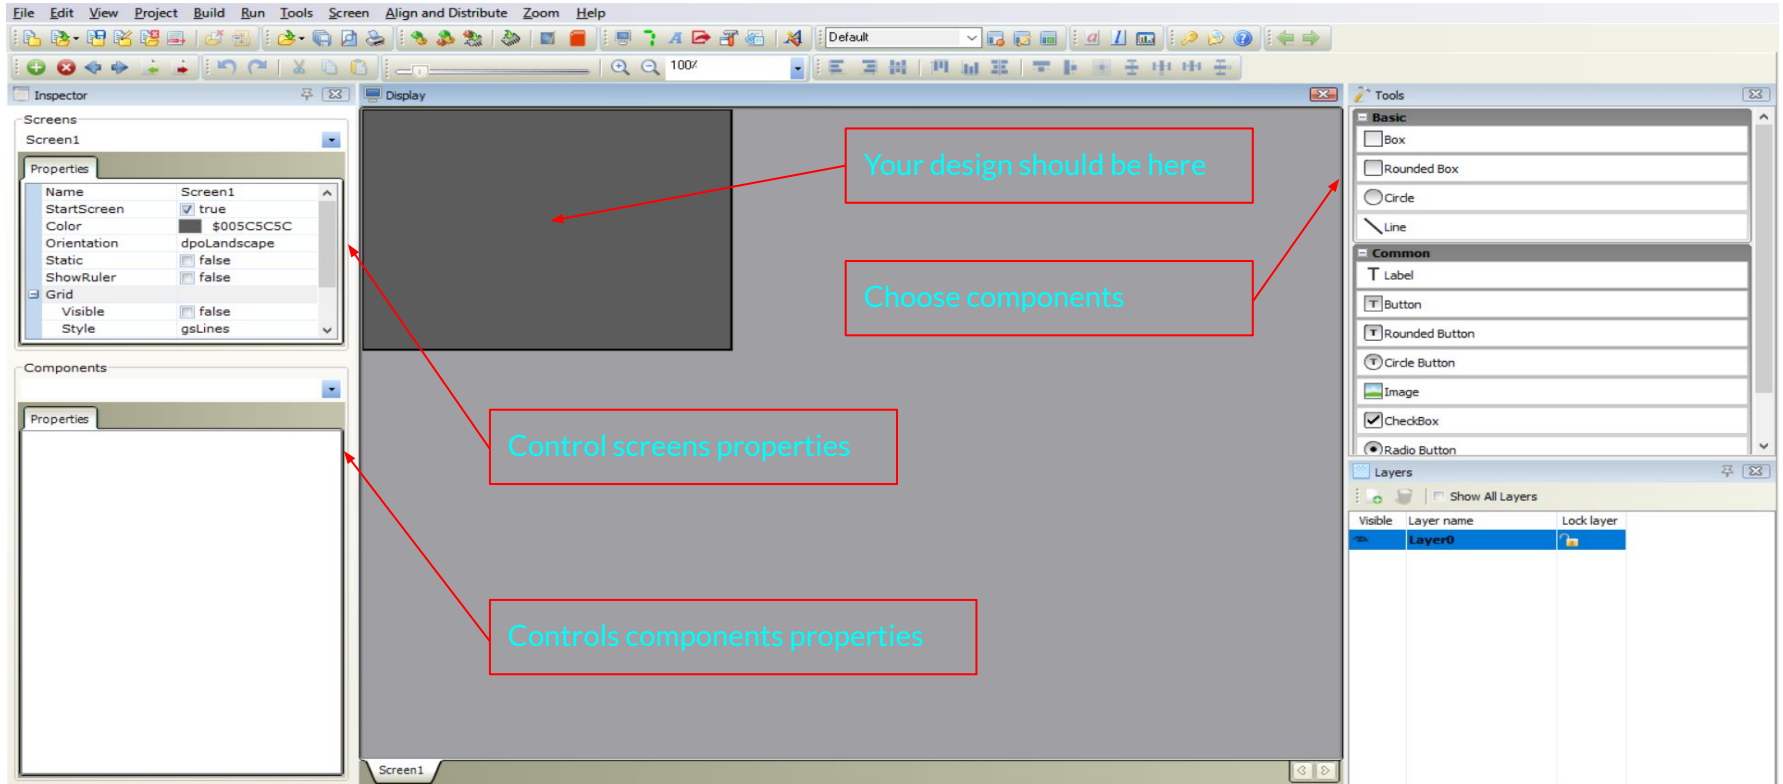 File Edit View Project Build Run Tools Screen Align and Distribute Zoom Help
Default
100%
Inspector
Screens
Screen1
Properties
Name Screen1
StartScreen true
Color $005C5C5C
Orientation dpoLandscape
Static false
ShowRuler false
Grid
Visible false
Style gsLines
Components
Properties
Display
Your design should be here
Choose components
Control screens properties
Controls components properties
Screen1
Tools
Basic
Box
Rounded Box
Circle
Line
Common
T Label
Button
Rounded Button
Circle Button
Image
CheckBox
Radio Button
Layers
Show All Layers
Visible Layer name Lock layer
Layer0